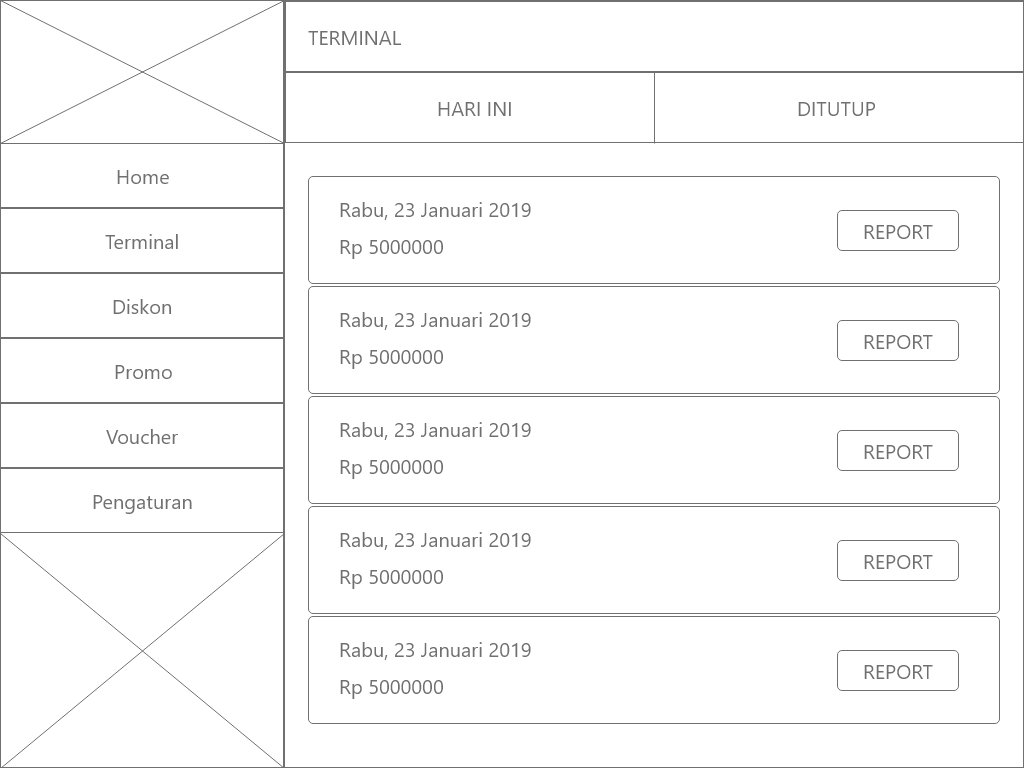 TERMINAL
HARI INI
DITUTUP
Home
Terminal
Diskon
Promo
Voucher
Pengaturan
Rabu, 23 Januari 2019
Rp 5000000
REPORT
Rabu, 23 Januari 2019
Rp 5000000
REPORT
Rabu, 23 Januari 2019
Rp 5000000
REPORT
Rabu, 23 Januari 2019
Rp 5000000
REPORT
Rabu, 23 Januari 2019
Rp 5000000
REPORT